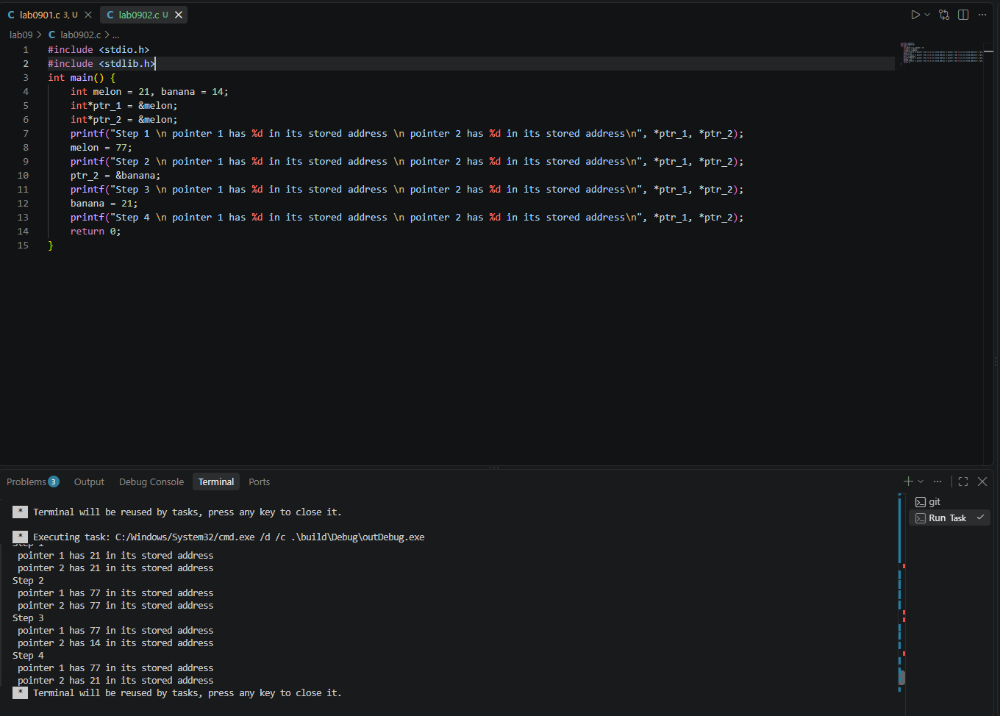 lab0901.c 3, U
lab0902.c U
lab09 > C lab0902.c > ...
1 #include <stdio.h>
2 #include <stdlib.h>
3 int main() {
4 int melon = 21, banana = 14;
5 int*ptr_1 = &melon;
6 int*ptr_2 = &melon;
7 printf("Step 1 \n pointer 1 has %d in its stored address \n pointer 2 has %d in its stored address\n", *ptr_1, *ptr_2);
8 melon = 77;
9 printf("Step 2 \n pointer 1 has %d in its stored address \n pointer 2 has %d in its stored address\n", *ptr_1, *ptr_2);
10 ptr_2 = &banana;
11 printf("Step 3 \n pointer 1 has %d in its stored address \n pointer 2 has %d in its stored address\n", *ptr_1, *ptr_2);
12 banana = 21;
13 printf("Step 4 \n pointer 1 has %d in its stored address \n pointer 2 has %d in its stored address\n", *ptr_1, *ptr_2);
14 return 0;
15 }
Problems 3 Output Debug Console Terminal Ports
* Terminal will be reused by tasks, press any key to close it.
* Executing task: C:/Windows/System32/cmd.exe /d /c .\build\Debug\outDebug.exe
Step 1
pointer 1 has 21 in its stored address
pointer 2 has 21 in its stored address
Step 2
pointer 1 has 77 in its stored address
pointer 2 has 77 in its stored address
Step 3
pointer 1 has 77 in its stored address
pointer 2 has 14 in its stored address
Step 4
pointer 1 has 77 in its stored address
pointer 2 has 21 in its stored address
* Terminal will be reused by tasks, press any key to close it.
git
Run Task